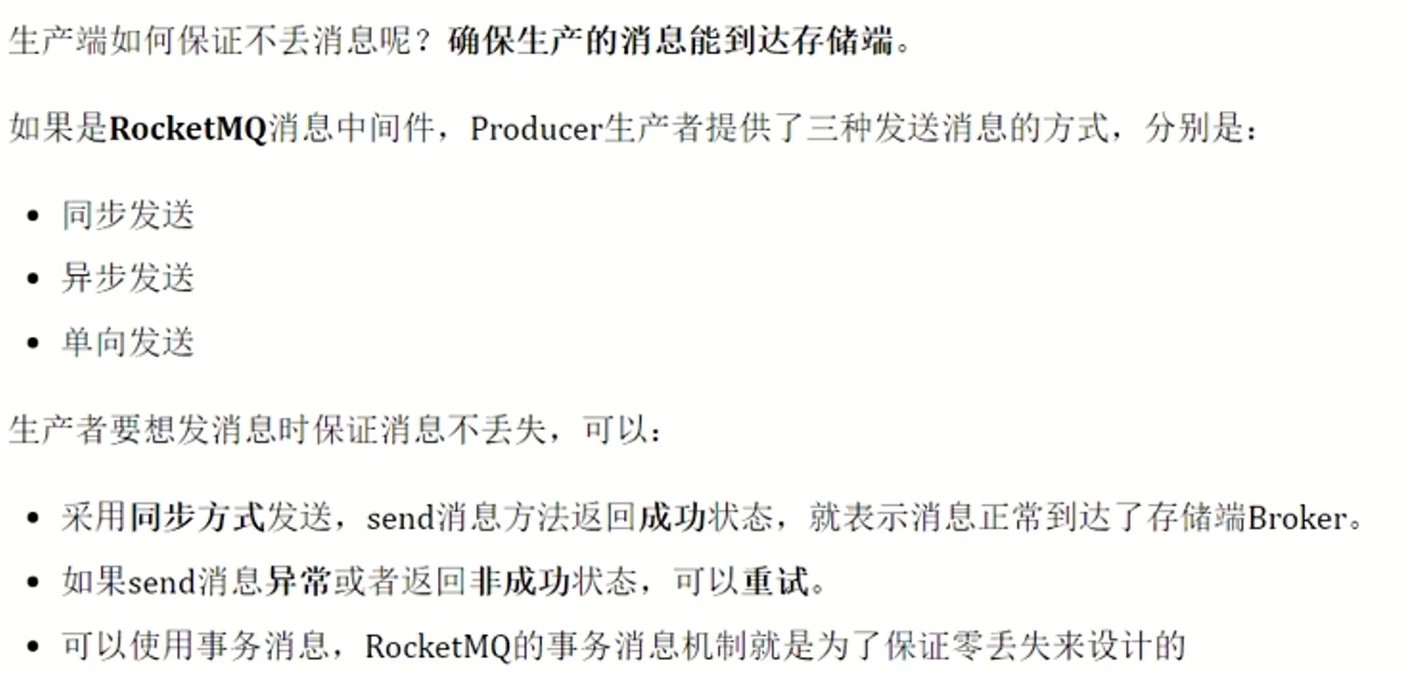 生产端如何保证不丢消息呢？确保生产的消息能到达存储端。
如果是RocketMQ消息中间件，Producer生产者提供了三种发送消息的方式，分别是：
• 同步发送
• 异步发送
• 单向发送
生产者要想发消息时保证消息不丢失，可以：
• 采用同步方式发送，send消息方法返回成功状态，就表示消息正常到达了存储端Broker。
• 如果send消息异常或者返回非成功状态，可以重试。
• 可以使用事务消息，RocketMQ的事务消息机制就是为了保证零丢失来设计的